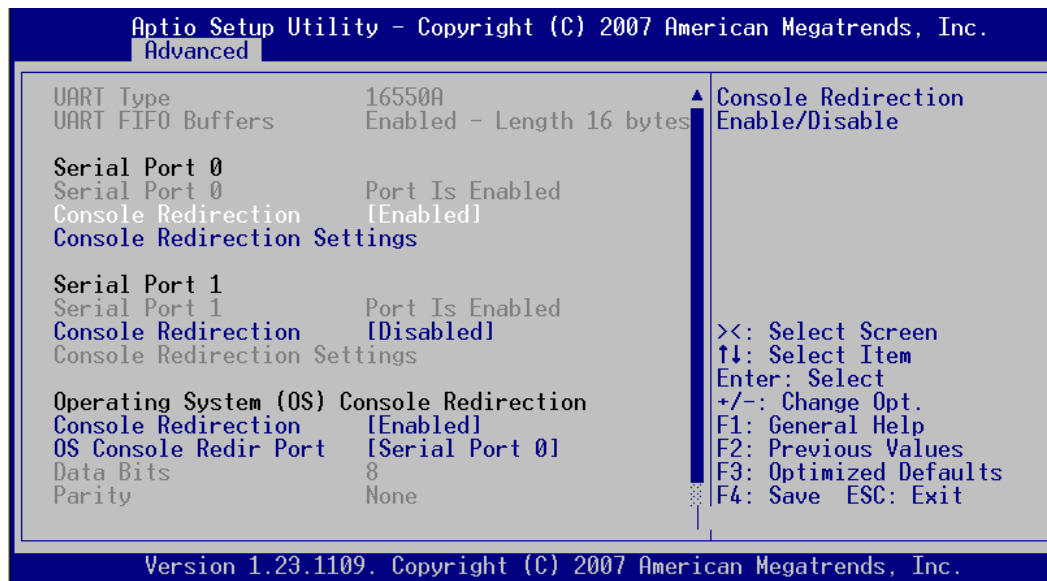 Aptio Setup Utility – Copyright (C) 2007 American Megatrends, Inc.
Advanced
UART Type 16550A
UART FIFO Buffers Enabled - Length 16 bytes
Serial Port 0
Serial Port 0 Port Is Enabled
Console Redirection [Enabled]
Console Redirection Settings
Serial Port 1
Serial Port 1 Port Is Enabled
Console Redirection [Disabled]
Console Redirection Settings
Operating System (OS) Console Redirection
Console Redirection [Enabled]
OS Console Redir Port [Serial Port 0]
Data Bits 8
Parity None
Console Redirection
Enable/Disable
><: Select Screen
↑↓: Select Item
Enter: Select
+/-: Change Opt.
F1: General Help
F2: Previous Values
F3: Optimized Defaults
F4: Save ESC: Exit
Version 1.23.1109. Copyright (C) 2007 American Megatrends, Inc.